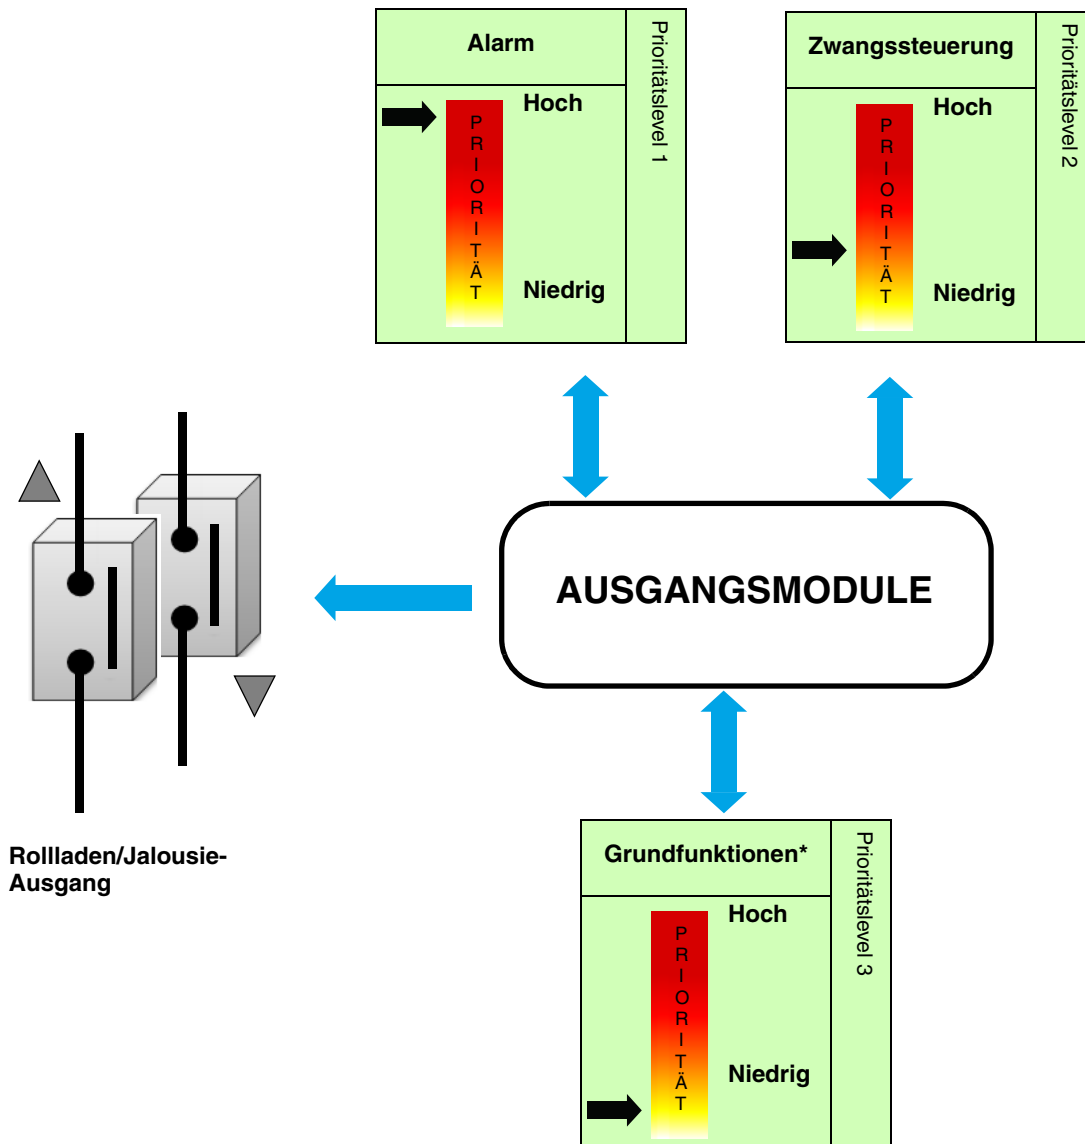 Alarm
Prioritätslevel 1
Hoch
PRIORITÄT
Niedrig
Zwangssteuerung
Prioritätslevel 2
Hoch
PRIORITÄT
Niedrig
AUSGANGSMODULE
Rollladen/Jalousie-
Ausgang
Grundfunktionen*
Prioritätslevel 3
Hoch
PRIORITÄT
Niedrig